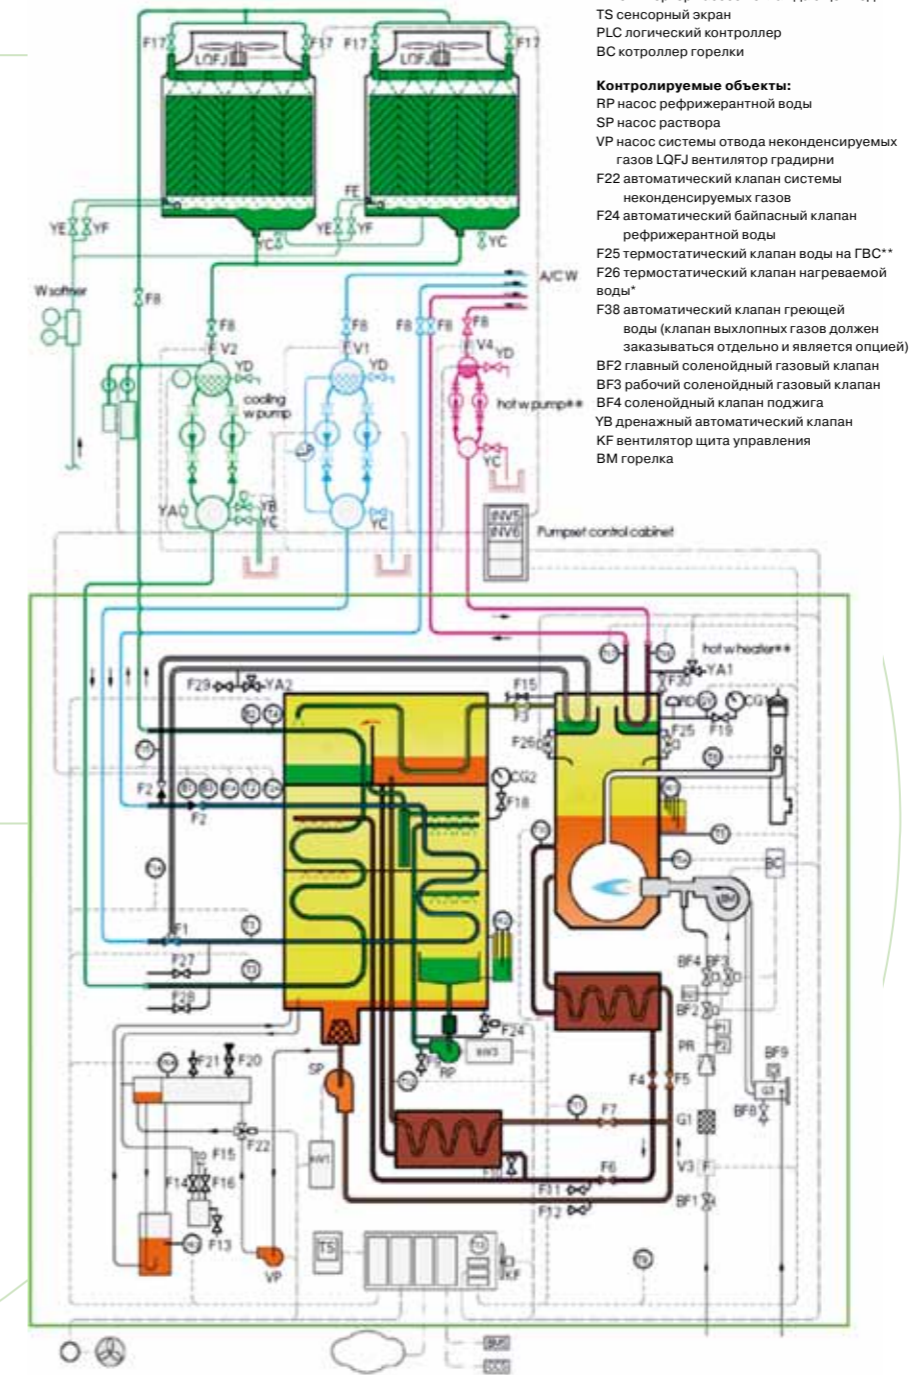 TS сенсорный экран
PLC логический контроллер
BC котроллер горелки
Контролируемые объекты:
RP насос рефрижерантной воды
SP насос раствора
VP насос системы отвода неконденсируемых
газов LQFJ вентилятор градирни
F22 автоматический клапан системы
неконденсируемых газов
F24 автоматический байпасный клапан
рефрижерантной воды
F25 термостатический клапан воды на ГВС**
F26 термостатический клапан нагреваемой
воды*
F38 автоматический клапан греющей
воды (клапан выхлопных газов должен
заказываться отдельно и является опцией)
BF2 главный соленойдный газовый клапан
BF3 рабочий соленойдный газовый клапан
BF4 соленойдный клапан поджига
YB дренажный автоматический клапан
KF вентилятор щита управления
BM горелка
F17 LQFJ F17 F17 LQFJ F17
FE
YE YF YC YE YF YC
W softner
A/C W
F8
F8 F8 F8 F8 F8
V2 V1 V4
YD YD YD
cooling
w pump
hot w pump**
YC
YA YB
YC YC
INV5
INV6
Pumpset control cabinet
hot w heater**
F29 YA2 YA1
F30
F15
F3
CG1
F26 F25 F19
F2
F2
CG2
F18
BC
BM
F1
F27
F28
BF4 BF3
BF2
F24
F9 RP
PR
BF9
SP
F21 F20
F4 F5
G3
BF8
F7
G1
F22
F15
F14 F16
F6
V3 F
F11
F12
BF1
F13
VP
TS
KF